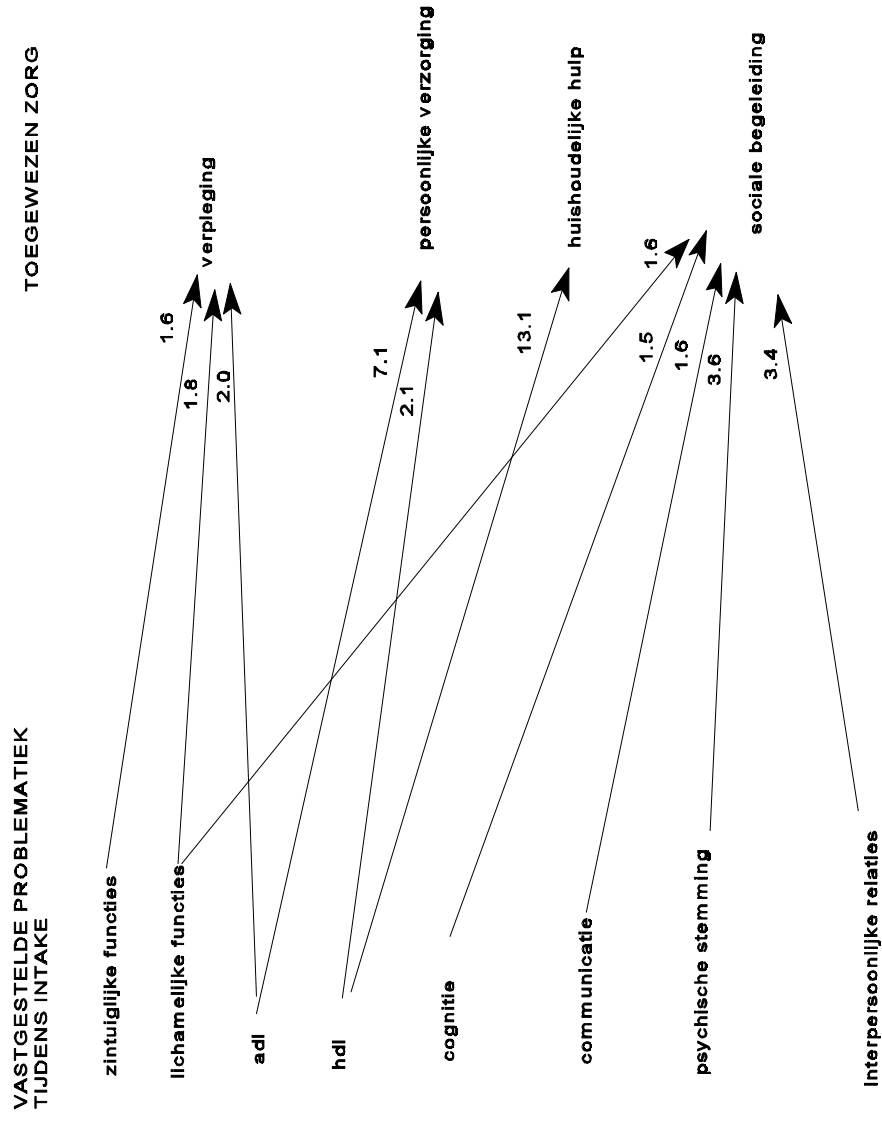 VASTGESTELDE PROBLEMATIEK
TIJDENS INTAKE
TOEGEWEZEN ZORG
zintuiglijke functies
lichamelijke functies
adl
hdl
cognitie
communicatie
psychische stemming
Interpersoonlijke relaties
1.6
1.8
2.0
7.1
2.1
13.1
1.6
1.5
1.6
3.6
3.4
verpleging
persoonlijke verzorging
huishoudelijke hulp
sociale begeleiding